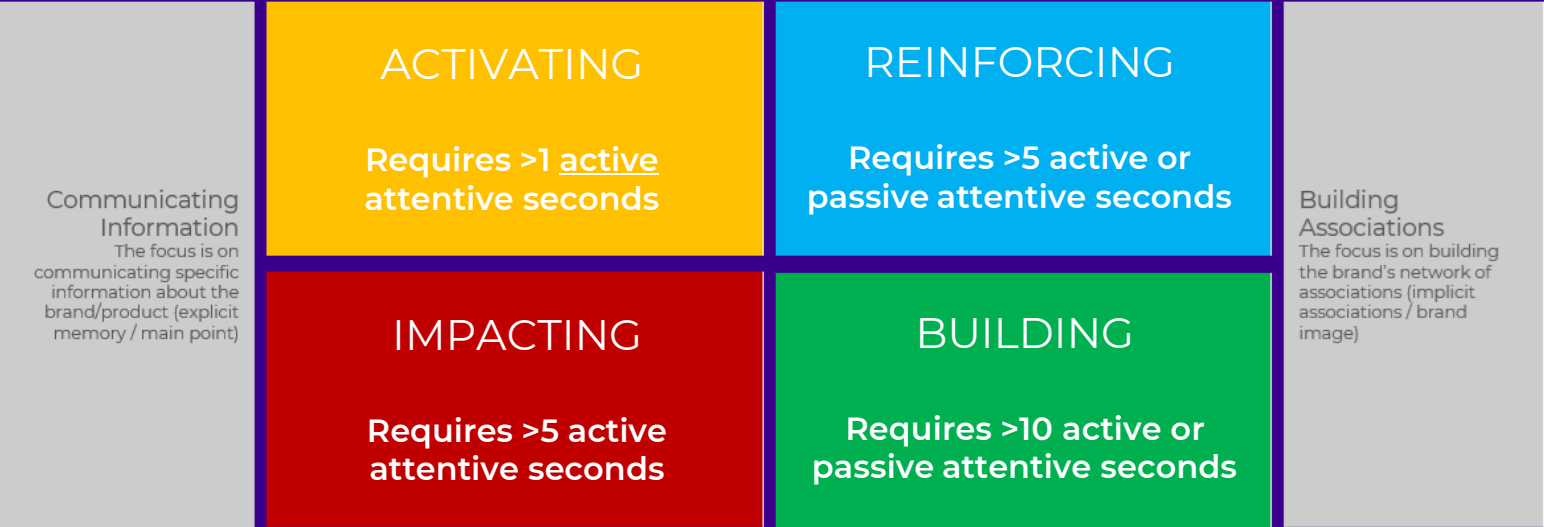 Communicating
Information
The focus is on
communicating specific
information about the
brand/product (explicit
memory / main point)
ACTIVATING
Requires >1 active
attentive seconds
REINFORCING
Requires >5 active or
passive attentive seconds
IMPACTING
Requires >5 active
attentive seconds
BUILDING
Requires >10 active or
passive attentive seconds
Building
Associations
The focus is on building
the brand's network of
associations (implicit
associations / brand
image)